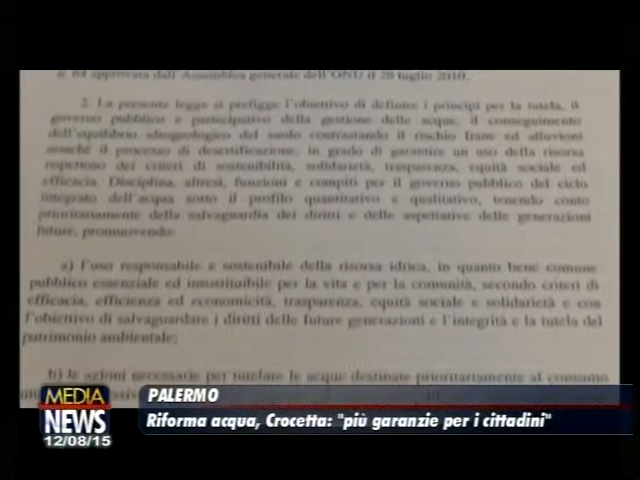 n. 64 approvata dall'Assemblea generale dell'ONU il 28 luglio 2010.
2. La presente legge si prefigge l'obiettivo di definire i principi per la tutela, il
governo pubblico e partecipativo della gestione delle acque, il conseguimento
dell'equilibrio idrogeologico del suolo contrastando il rischio frane ed alluvioni
nonché il processo di desertificazione, in grado di garantire un uso della risorsa
rispettoso dei criteri di sostenibilità, solidarietà, trasparenza, equità sociale ed
efficacia. Disciplina, altresì, funzioni e compiti per il governo pubblico del ciclo
integrato dell'acqua sotto il profilo quantitativo e qualitativo, tenendo conto
prioritariamente della salvaguardia dei diritti e delle aspettative delle generazioni
future, promuovendo:
a) l'uso responsabile e sostenibile della risorsa idrica, in quanto bene comune
pubblico essenziale ed insostituibile per la vita e per la comunità, secondo criteri di
efficacia, efficienza ed economicità, trasparenza, equità sociale e solidarietà e con
l'obiettivo di salvaguardare i diritti delle future generazioni e l'integrità e la tutela del
patrimonio ambientale;
b) le azioni necessarie per tutelare le acque destinate prioritariamente al consumo
MEDIA
NEWS
12/08/15
PALERMO
Riforma acqua, Crocetta: "più garanzie per i cittadini"